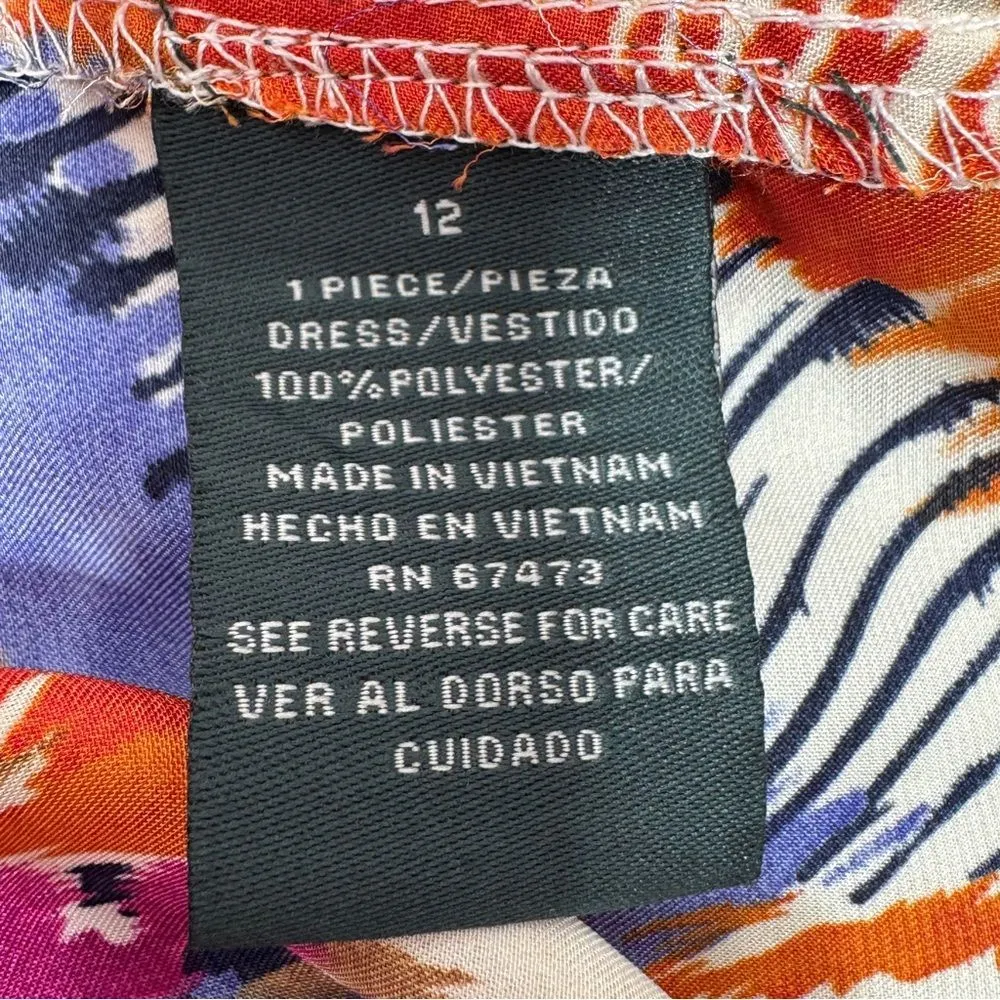 12
1 PIECE/PIEZA
DRESS/VESTIDO
100% POLYESTER/
POLIESTER
MADE IN VIETNAM
HECHO EN VIETNAM
RN 67473
SEE REVERSE FOR CARE
VER AL DORSO PARA
CUIDADO